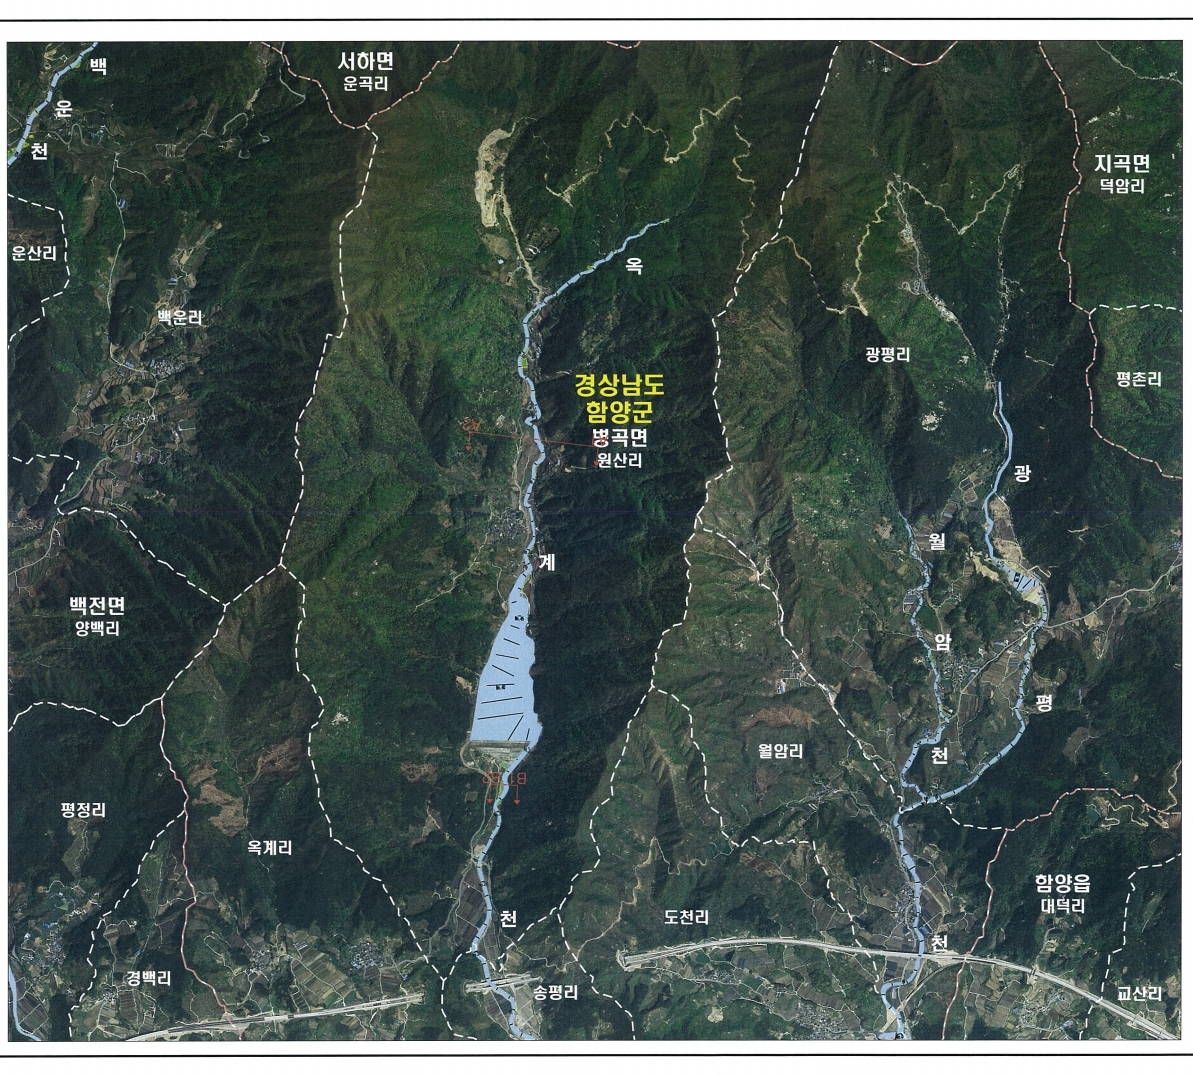 백
운
천
서하면
운곡리
지곡면
덕암리
운산리
옥
백운리
광평리
평촌리
경상남도
함양군
병곡면
원산리
광
월
계
백전면
양백리
암
평
월암리
천
평정리
옥계리
함양읍
대덕리
도천리
천
천
경백리
송평리
교산리